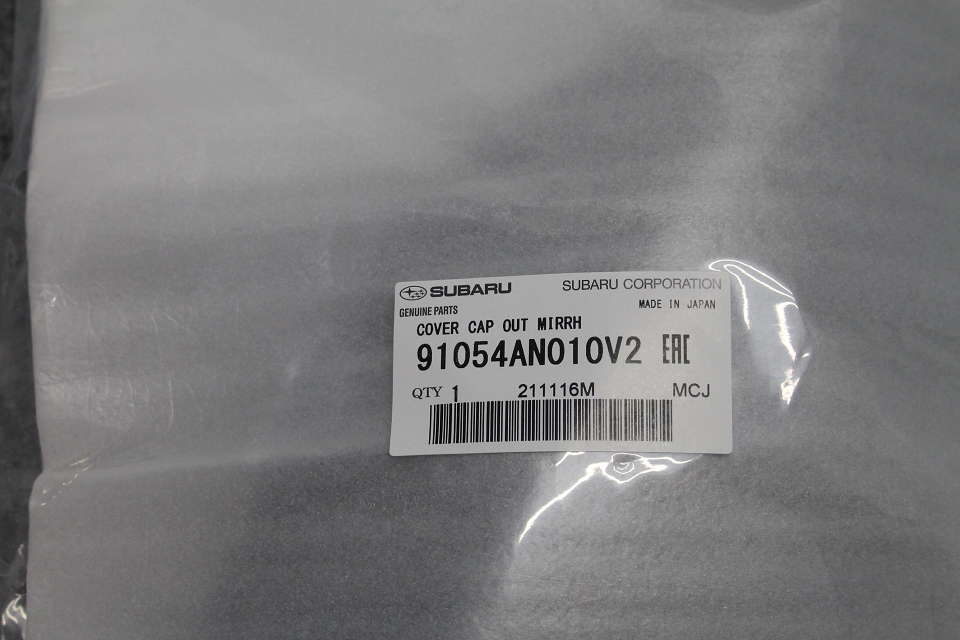 SUBARU SUBARU CORPORATION
GENUINE PARTS MADE IN JAPAN
COVER CAP OUT MIRRH
91054AN010V2 EAC
QTY 1 211116M MCJ